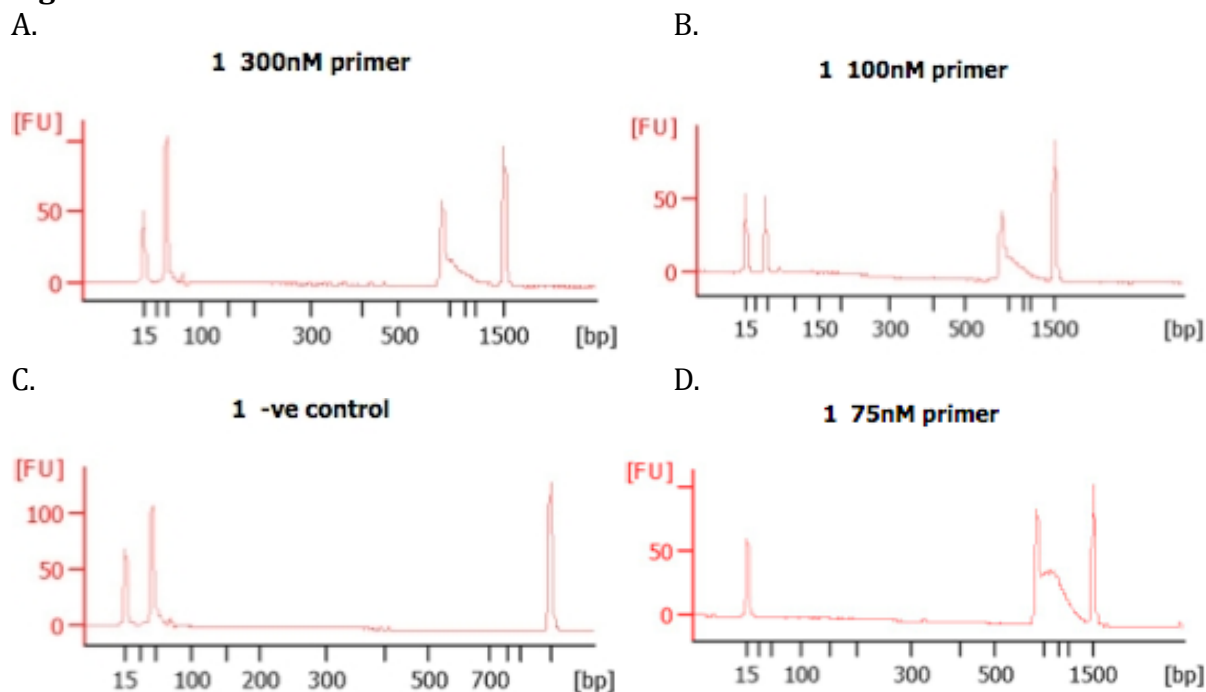 A.
1 300nM primer
[FU]
50
0
15 100 300 500 1500 [bp]
B.
1 100nM primer
[FU]
50
0
15 150 300 500 1500 [bp]
C.
1 -ve control
[FU]
100
50
0
15 100 200 300 500 700 [bp]
D.
1 75nM primer
[FU]
50
0
15 100 300 500 1500 [bp]